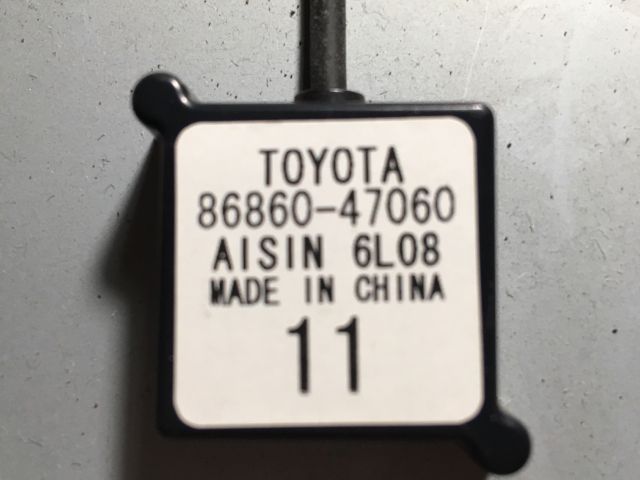 TOYOTA
86860-47060
AISIN 6L08
MADE IN CHINA
11